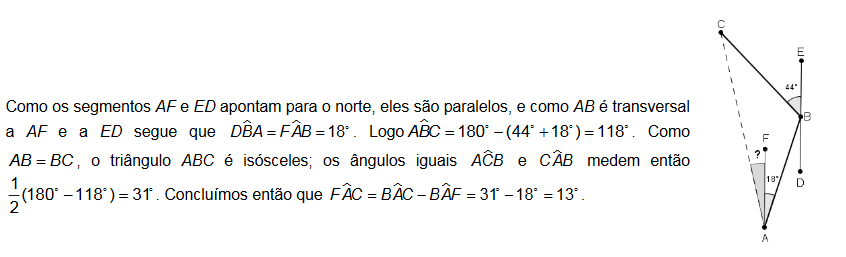 Como os segmentos AF e ED apontam para o norte, eles são paralelos, e como AB é transversal
a AF e a ED segue que DB̂A = FÂB = 18°. Logo AB̂C = 180° − (44° + 18°) = 118°. Como
AB = BC, o triângulo ABC é isósceles; os ângulos iguais AĈB e CÂB medem então
1/2(180° − 118°) = 31°. Concluímos então que FÂC = BÂC − BÂF = 31° − 18° = 13°.
C
E
44°
B
F
?
18°
D
A